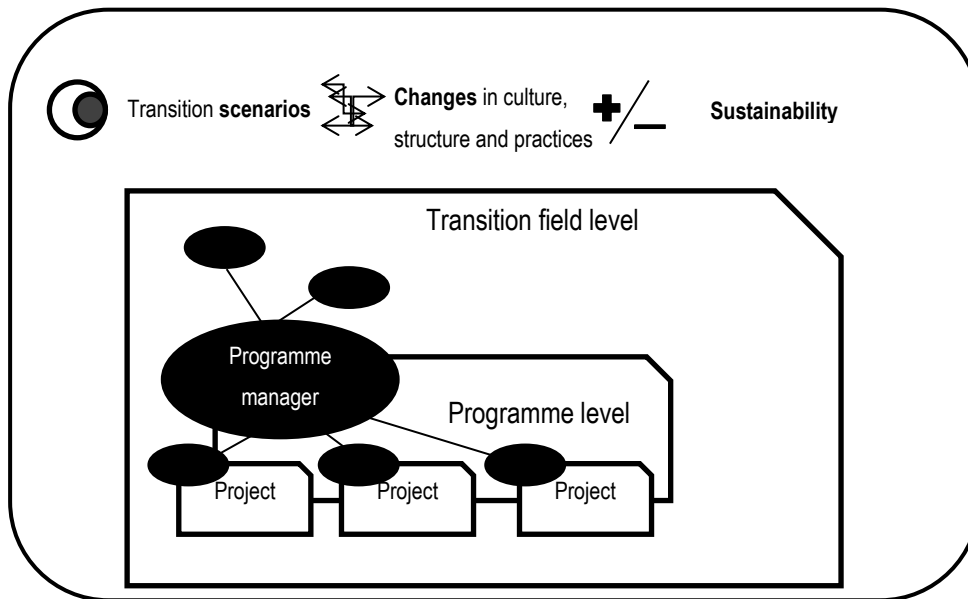 Transition scenarios
Changes in culture,
structure and practices
+/−
Sustainability
Transition field level
Programme
manager
Programme level
Project
Project
Project